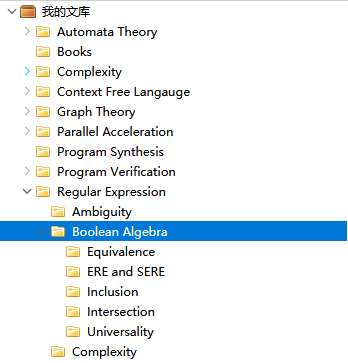 我的文库
Automata Theory
Books
Complexity
Context Free Langauge
Graph Theory
Parallel Acceleration
Program Synthesis
Program Verification
Regular Expression
Ambiguity
Boolean Algebra
Equivalence
ERE and SERE
Inclusion
Intersection
Universality
Complexity